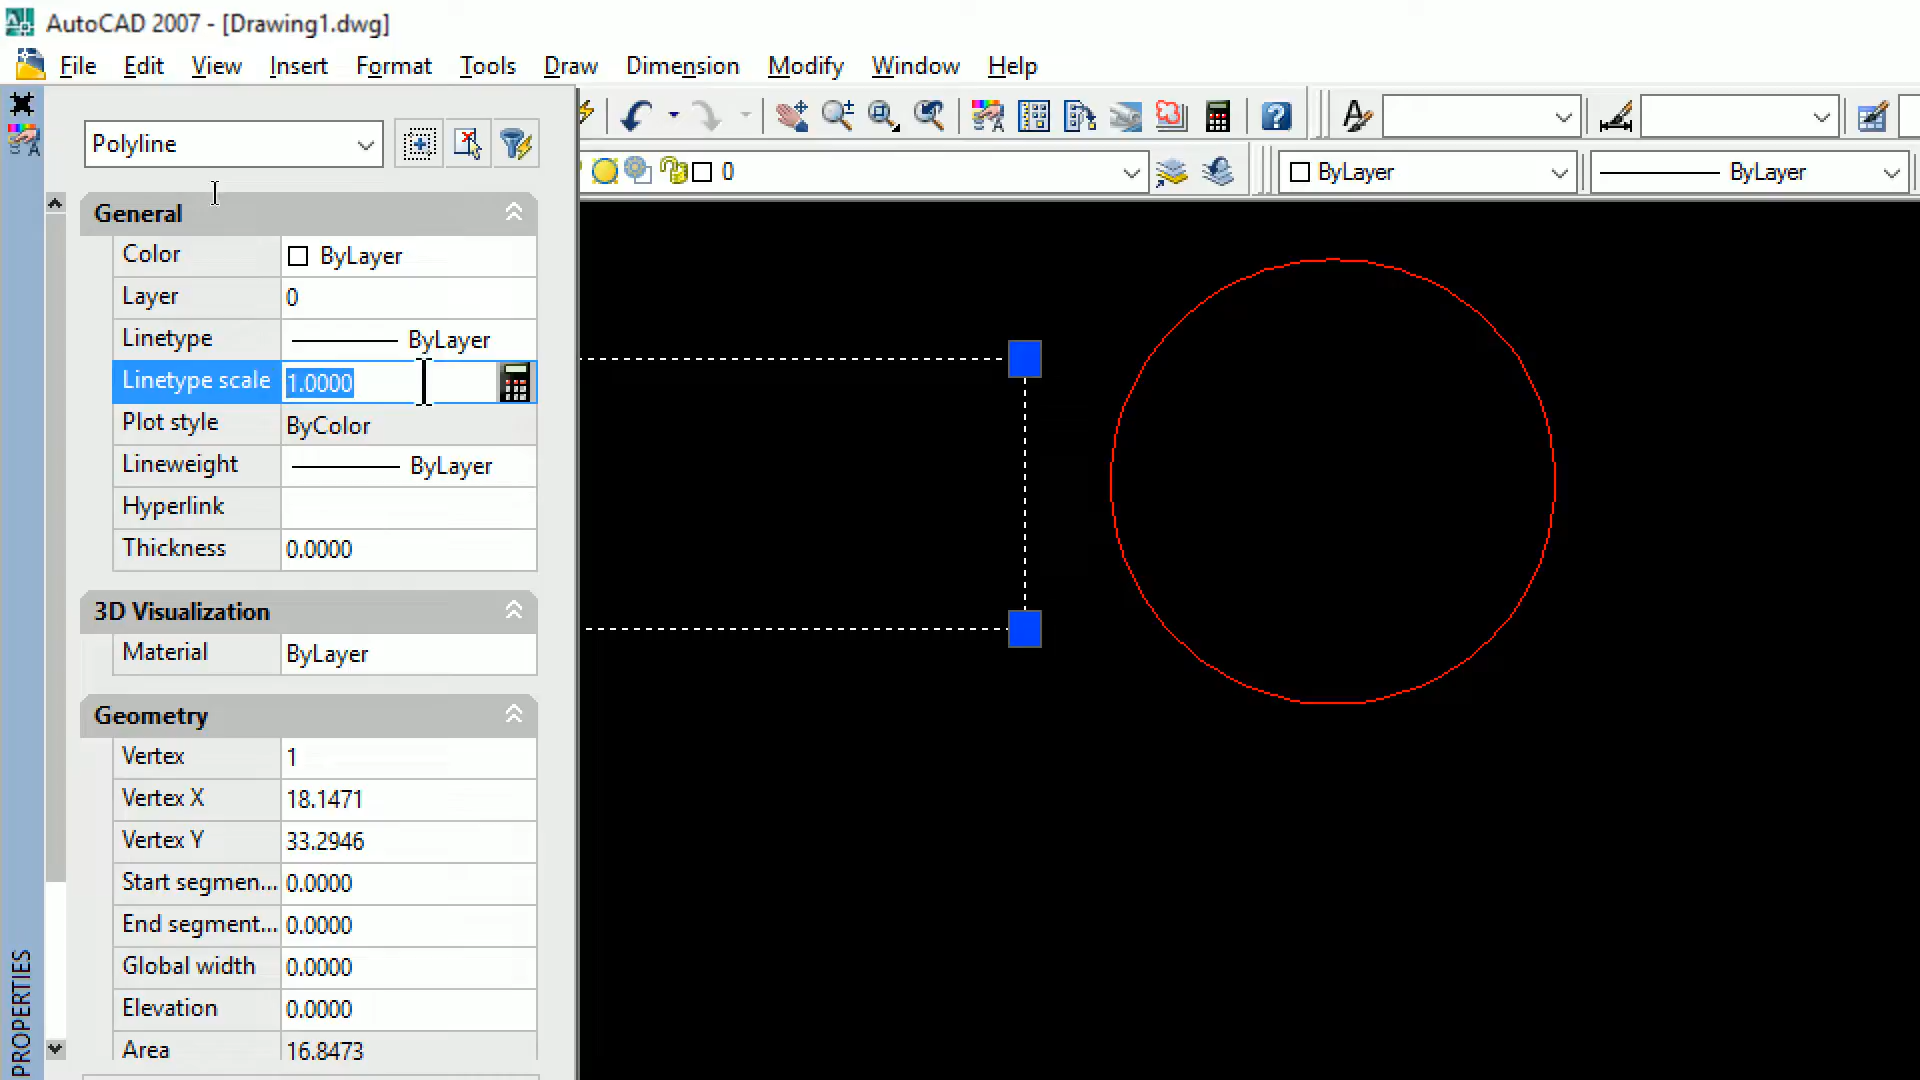 AutoCAD 2007 - [Drawing1.dwg]
File Edit View Insert Format Tools Draw Dimension Modify Window Help
Polyline
0 ByLayer ByLayer
General
Color ByLayer
Layer 0
Linetype ByLayer
Linetype scale 1.0000
Plot style ByColor
Lineweight ByLayer
Hyperlink
Thickness 0.0000
3D Visualization
Material ByLayer
Geometry
Vertex 1
Vertex X 18.1471
Vertex Y 33.2946
Start segmen... 0.0000
End segment... 0.0000
Global width 0.0000
Elevation 0.0000
Area 16.8473
PROPERTIES